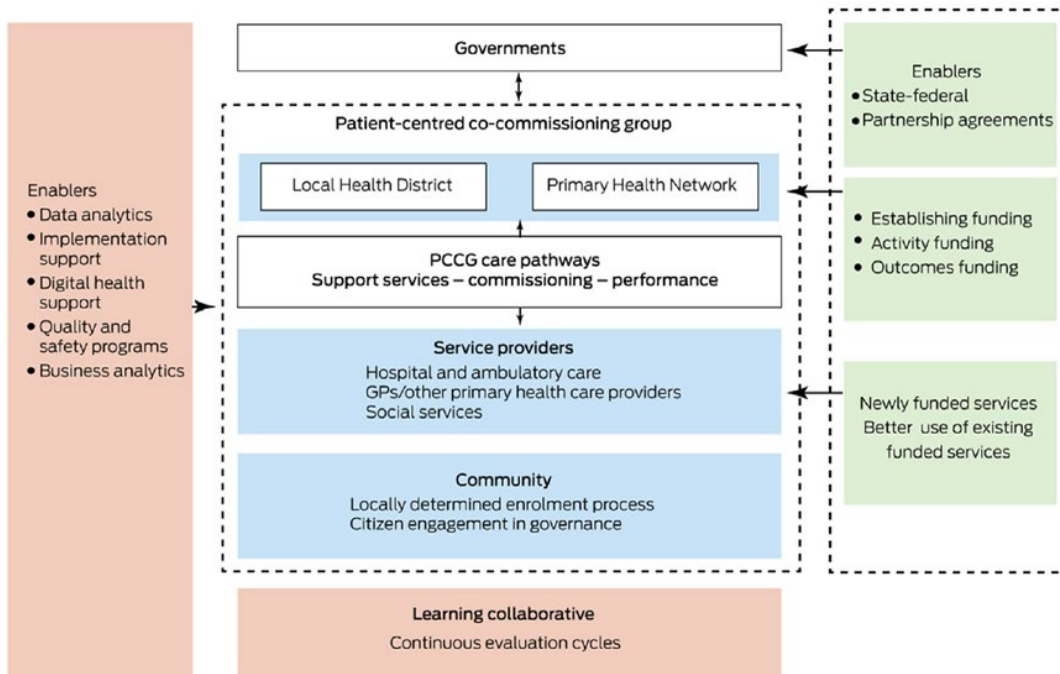 Enablers
• Data analytics
• Implementation
support
• Digital health
support
• Quality and
safety programs
• Business analytics
Governments
Patient-centred co-commissioning group
Local Health District
Primary Health Network
PCCG care pathways
Support services – commissioning – performance
Service providers
Hospital and ambulatory care
GPs/other primary health care providers
Social services
Community
Locally determined enrolment process
Citizen engagement in governance
Learning collaborative
Continuous evaluation cycles
Enablers
• State-federal
• Partnership agreements
• Establishing funding
• Activity funding
• Outcomes funding
Newly funded services
Better use of existing
funded services